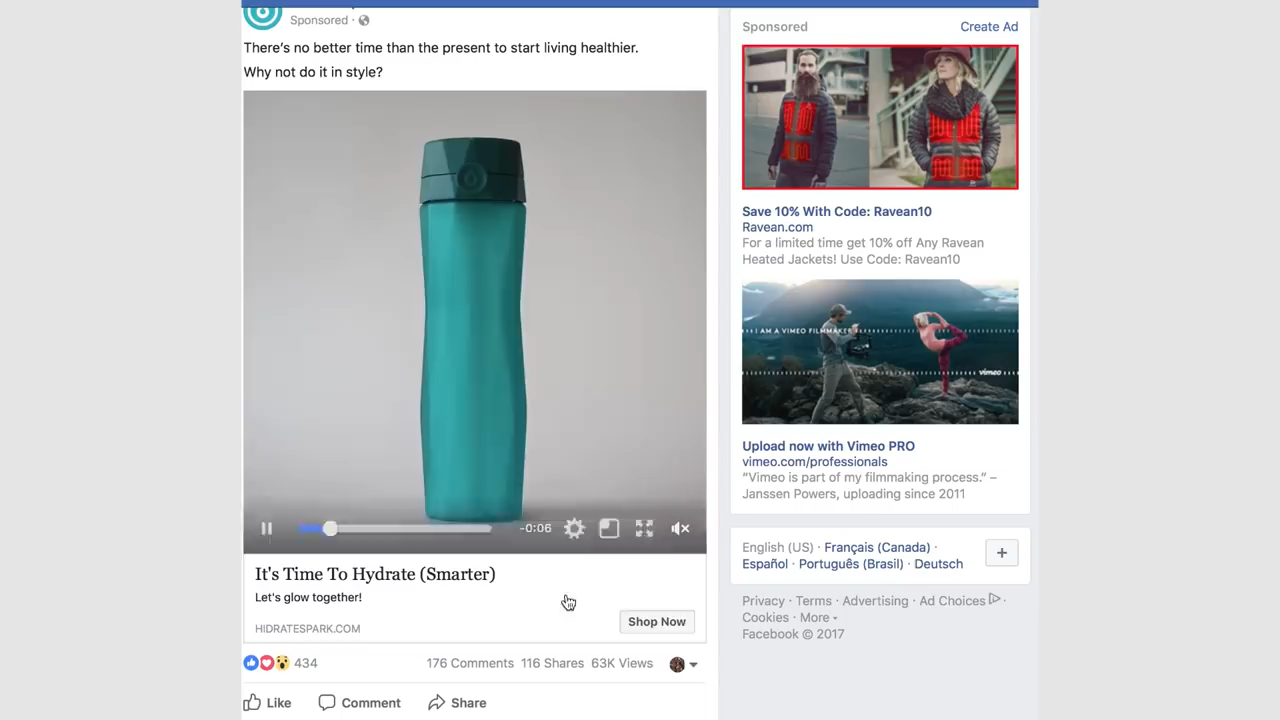 Sponsored ·
There's no better time than the present to start living healthier.
Why not do it in style?
-0:06
It's Time To Hydrate (Smarter)
Let's glow together!
HIDRATESPARK.COM
Shop Now
434
176 Comments 116 Shares 63K Views
Like Comment Share
Sponsored Create Ad
Save 10% With Code: Ravean10
Ravean.com
For a limited time get 10% off Any Ravean
Heated Jackets! Use Code: Ravean10
I AM A VIMEO FILMMAKER
vimeo
Upload now with Vimeo PRO
vimeo.com/professionals
“Vimeo is part of my filmmaking process.” –
Janssen Powers, uploading since 2011
English (US) · Français (Canada) ·
Español · Português (Brasil) · Deutsch
Privacy · Terms · Advertising · Ad Choices ·
Cookies · More
Facebook © 2017